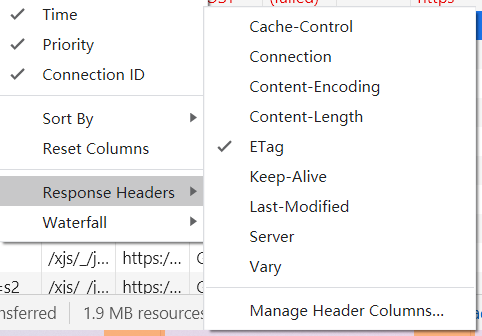 Time
Priority
Connection ID
Sort By
Reset Columns
Response Headers
Waterfall
(failed)
https
Cache-Control
Connection
Content-Encoding
Content-Length
ETag
Keep-Alive
Last-Modified
Server
Vary
Manage Header Columns...
/xjs/_/j... https:/...
=s2 /xjs/_/j... https:/...
nsferred 1.9 MB resources